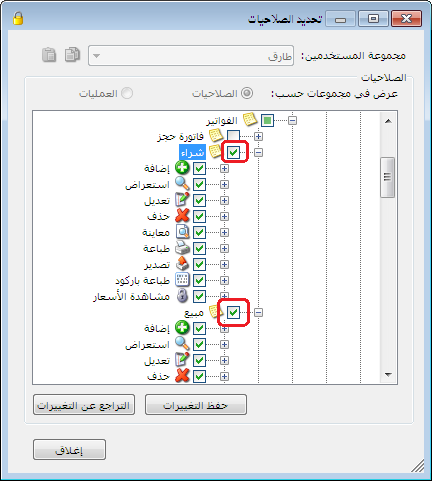 تحديد الصلاحيات
مجموعة المستخدمين: طارق
الصلاحيات
عرض في مجموعات حسب: الصلاحيات العمليات
الفواتير
فاتورة حجز
شراء
إضافة
استعراض
تعديل
حذف
معاينة
طباعة
تصدير
طباعة باركود
مشاهدة الأسعار
مبيع
إضافة
استعراض
تعديل
حذف
حفظ التغييرات التراجع عن التغييرات
إغلاق